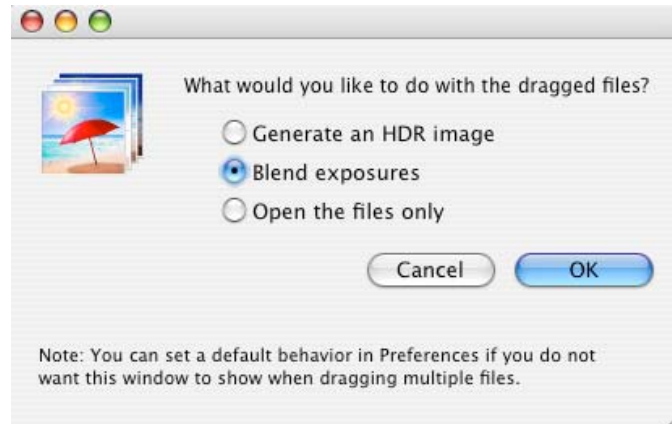 What would you like to do with the dragged files?
Generate an HDR image
Blend exposures
Open the files only
Cancel
OK
Note: You can set a default behavior in Preferences if you do not
want this window to show when dragging multiple files.